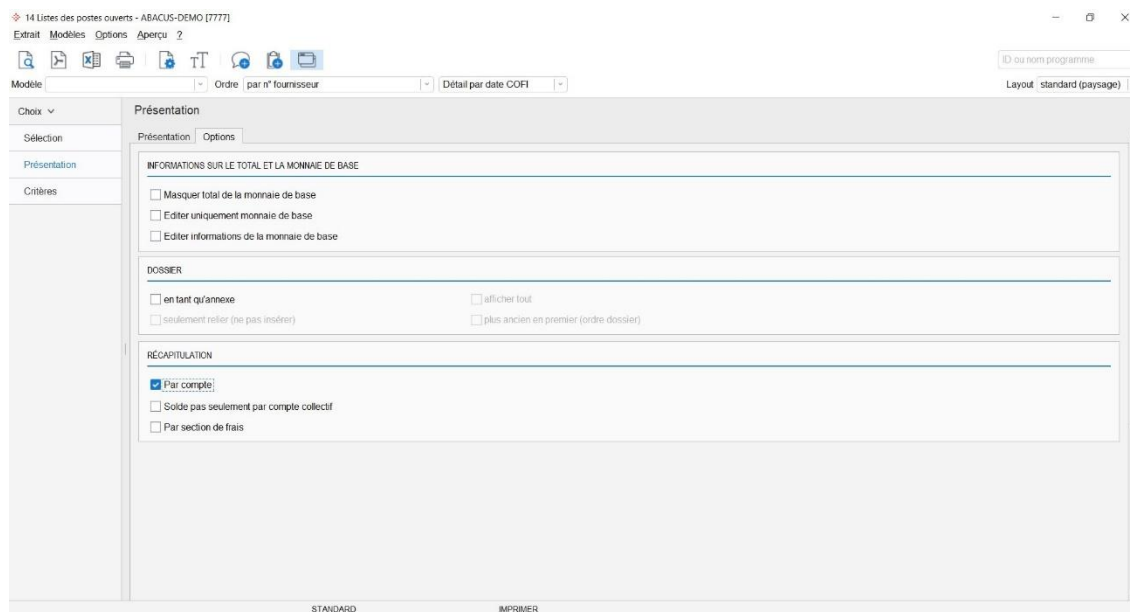 14 Listes des postes ouverts - ABACUS-DEMO [7777]
Extrait Modèles Options Aperçu ?
ID ou nom programme
Modèle Ordre par n° fournisseur Détail par date COFI Layout standard (paysage)
Choix
Présentation
Sélection
Présentation Options
Présentation
INFORMATIONS SUR LE TOTAL ET LA MONNAIE DE BASE
Critères
Masquer total de la monnaie de base
Editer uniquement monnaie de base
Editer informations de la monnaie de base
DOSSIER
en tant qu'annexe afficher tout
seulement relier (ne pas insérer) plus ancien en premier (ordre dossier)
RÉCAPITULATION
Par compte
Solde pas seulement par compte collectif
Par section de frais
STANDARD IMPRIMER